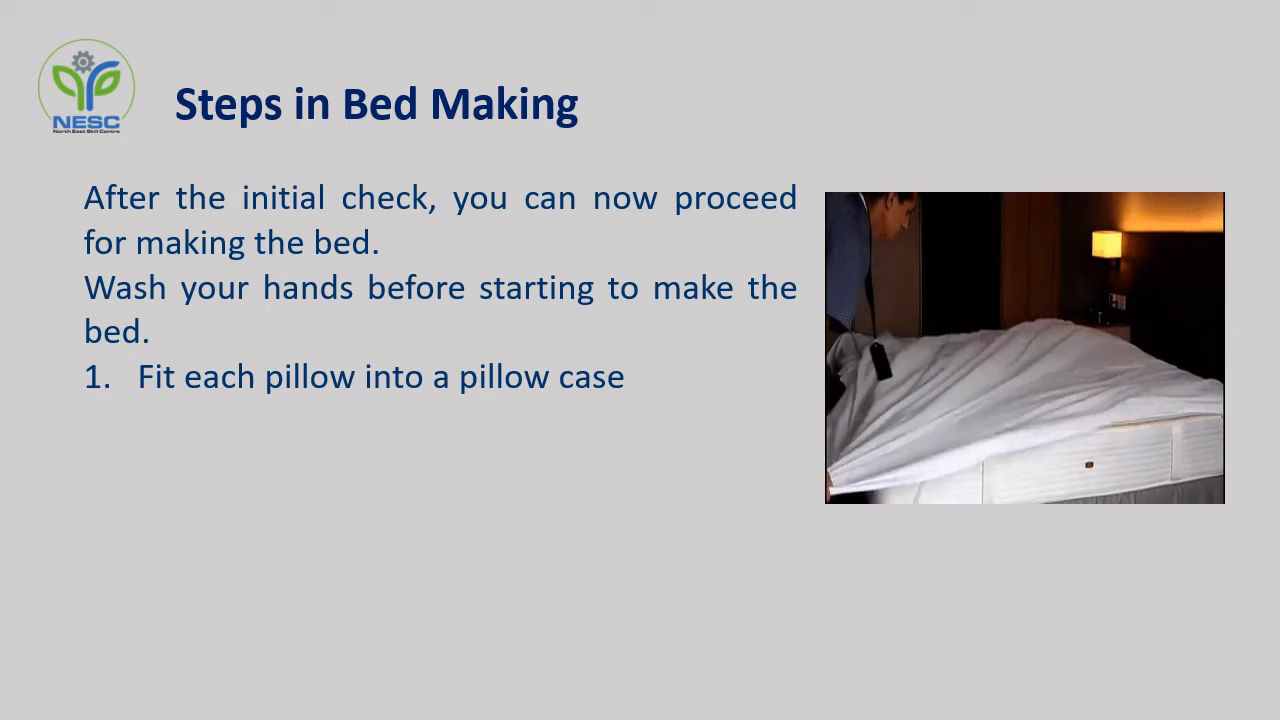 NESC
North East Skill Centre
Steps in Bed Making
After the initial check, you can now proceed
for making the bed.
Wash your hands before starting to make the
bed.
1. Fit each pillow into a pillow case